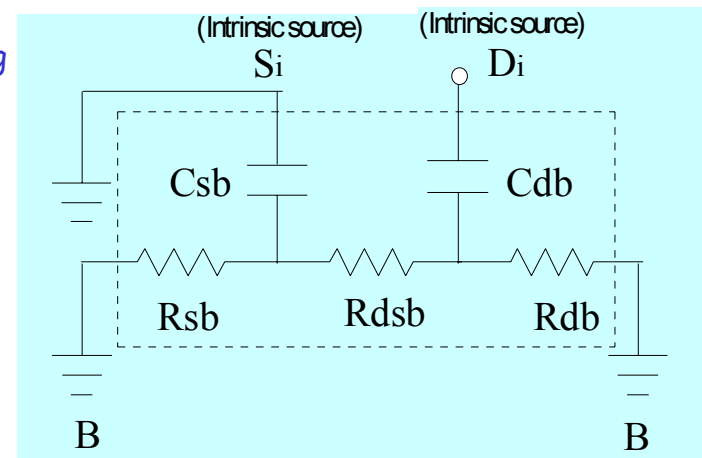 (Intrinsic source) (Intrinsic source)
Si Di
g
Csb Cdb
Rsb Rdsb Rdb
B B